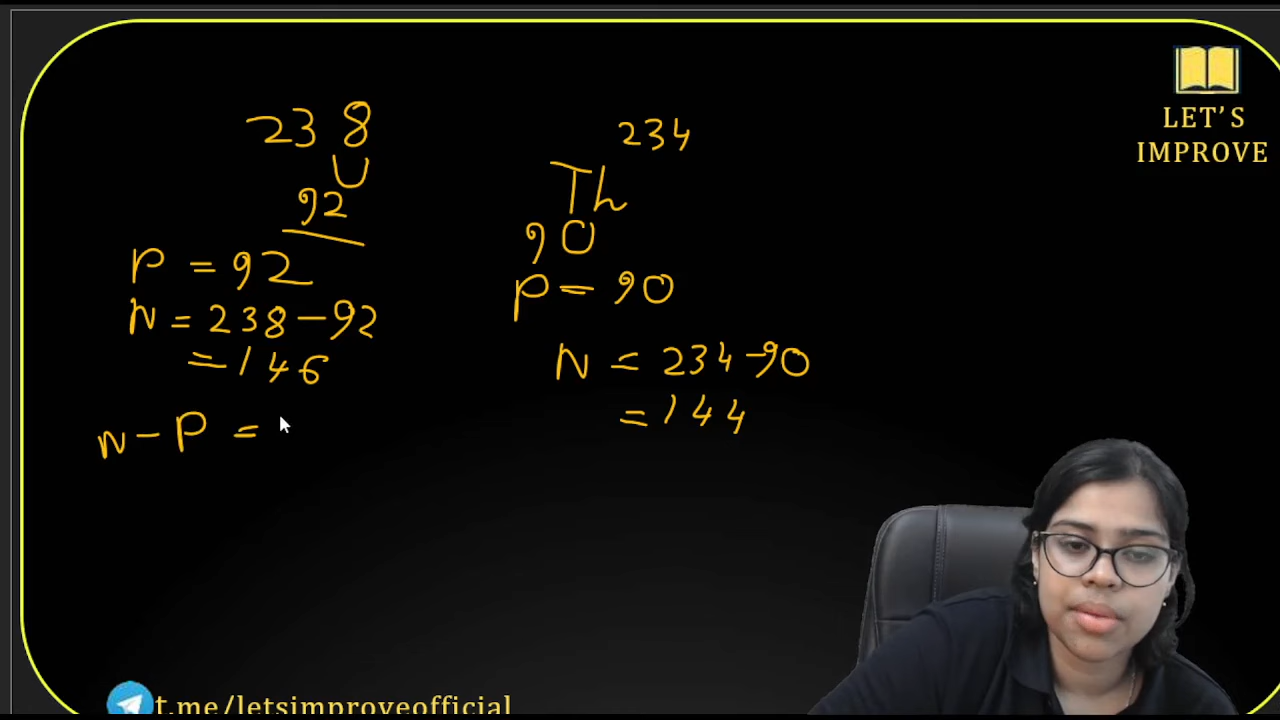 238
U
92
P = 92
N = 238 - 92
= 146
n - P =
234
Th
90
P = 90
N = 234 - 90
= 144
LET'S
IMPROVE
t.me/letsimproveofficial